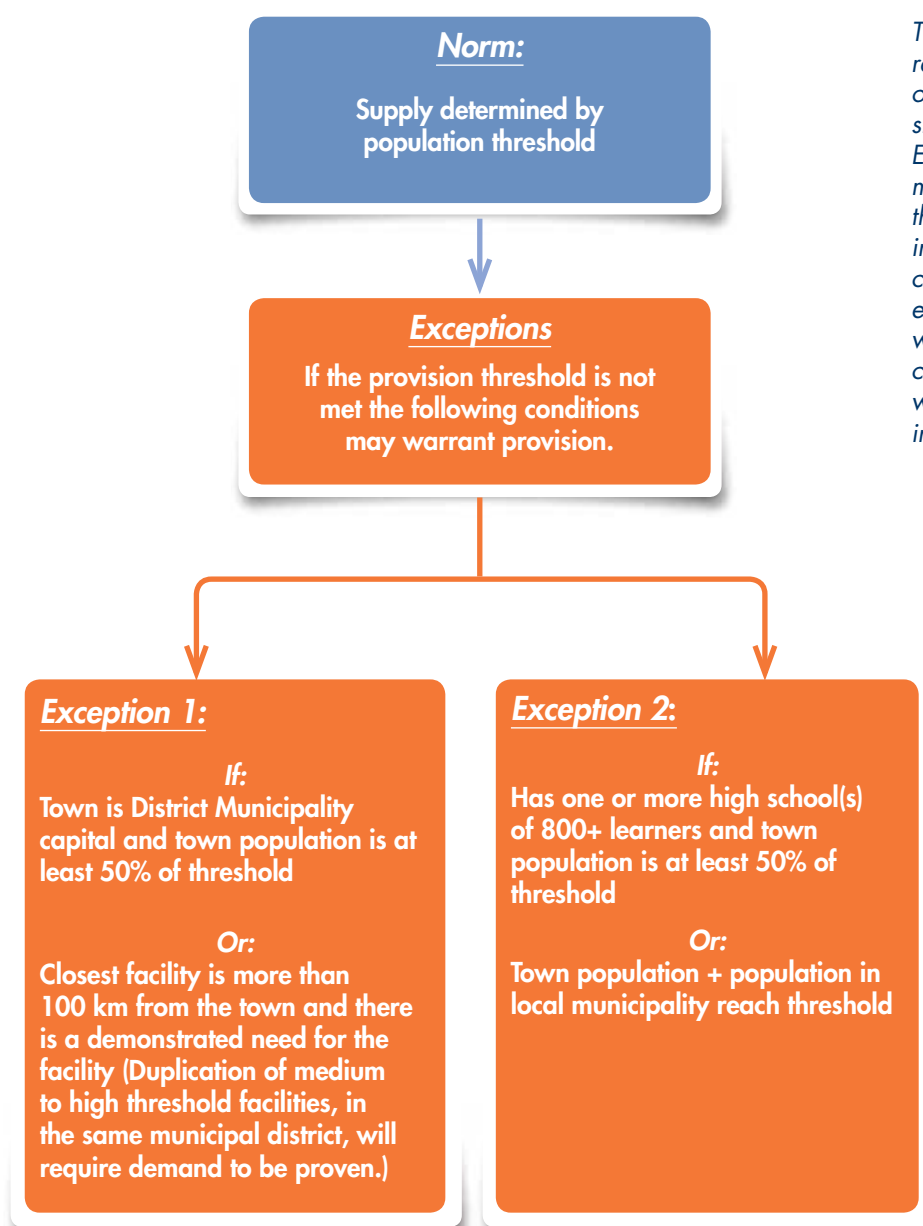 Norm:
Supply determined by
population threshold
Exceptions
If the provision threshold is not
met the following conditions
may warrant provision.
Exception 1:
If:
Town is District Municipality
capital and town population is at
least 50% of threshold
Or:
Closest facility is more than
100 km from the town and there
is a demonstrated need for the
facility (Duplication of medium
to high threshold facilities, in
the same municipal district, will
require demand to be proven.)
Exception 2:
If:
Has one or more high school(s)
of 800+ learners and town
population is at least 50% of
threshold
Or:
Town population + population in
local municipality reach threshold